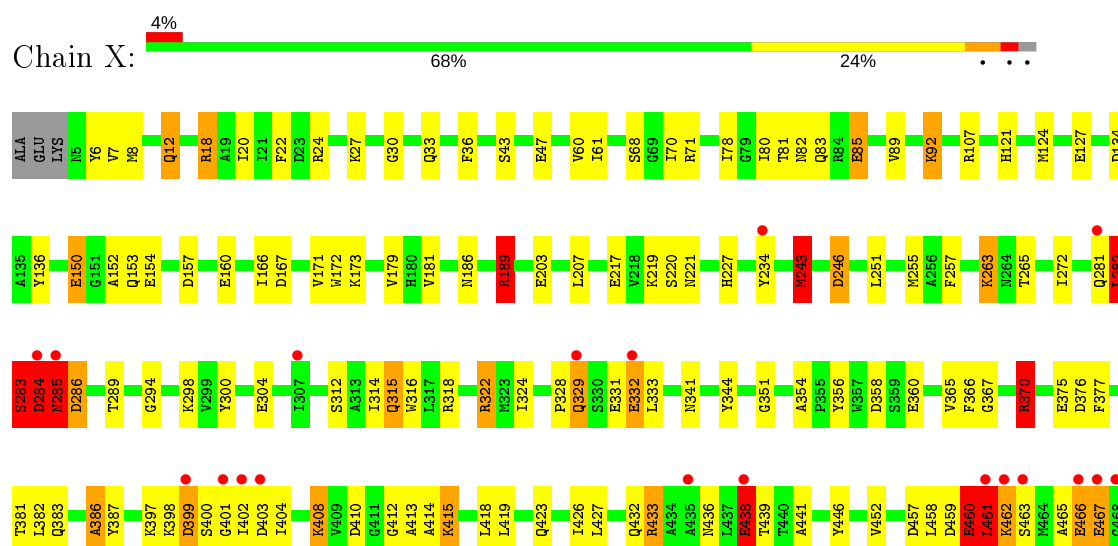 4%
Chain X:
68% 24% • • •
ALA GLU LYS N5 Y6 V7 M8 Q12 R18 A19 I20 I21 F22 D23 R24 K27 G30 Q33 F36 S43 E47 V60 I61 S68 G69 I70 R71 I78 G79 I80 T81 N82 Q83 R84 E85 V89 K92 R107 H121 M124 E127 D134
A135 Y136 E150 G151 A152 Q153 E154 D157 E160 I166 D167 V171 W172 K173 V179 H180 V181 N186 R189 E203 L207 E217 V218 K219 S220 N221 H227 Y234 M243 D246 L251 M255 A256 F257 K263 N264 T265 I272 Q281 L282
S283 D284 N285 D286 T289 G294 K298 V299 Y300 E304 I307 S312 A313 I314 Q315 W316 L317 R318 R322 M323 I324 P328 Q329 S330 E331 E332 L333 N341 Y344 G351 A354 P355 Y356 W357 D358 S359 E360 V365 F366 G367 R370 E375 D376 F377
T381 L382 Q383 A386 Y387 K397 K398 D399 S400 G401 I402 D403 I404 K408 V409 D410 G411 G412 A413 A414 K415 L418 L419 Q423 I426 L427 Q432 R433 A434 A435 N436 L437 E438 T439 T440 A441 Y446 V452 D457 L458 D459 E460 L461 K462 S463 M464 A465 E466 E467